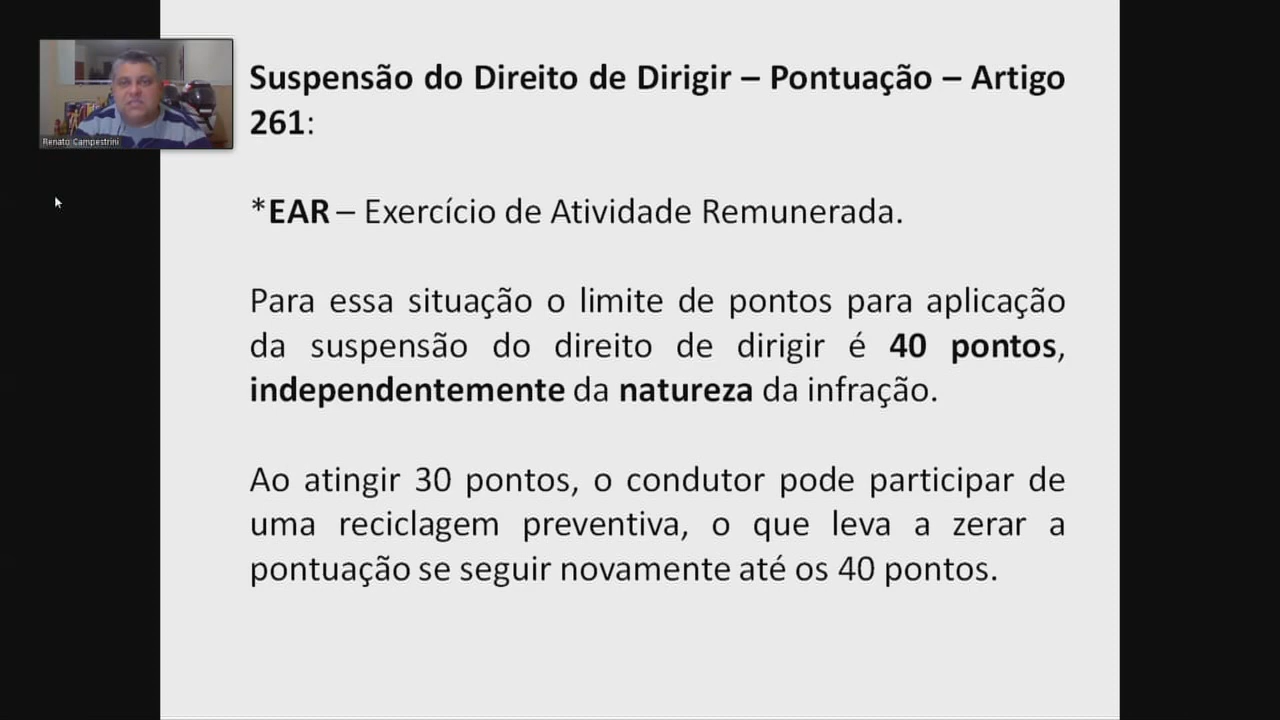 Suspensão do Direito de Dirigir – Pontuação – Artigo
261:
Renato Campestrini
*EAR – Exercício de Atividade Remunerada.
Para essa situação o limite de pontos para aplicação
da suspensão do direito de dirigir é 40 pontos,
independentemente da natureza da infração.
Ao atingir 30 pontos, o condutor pode participar de
uma reciclagem preventiva, o que leva a zerar a
pontuação se seguir novamente até os 40 pontos.